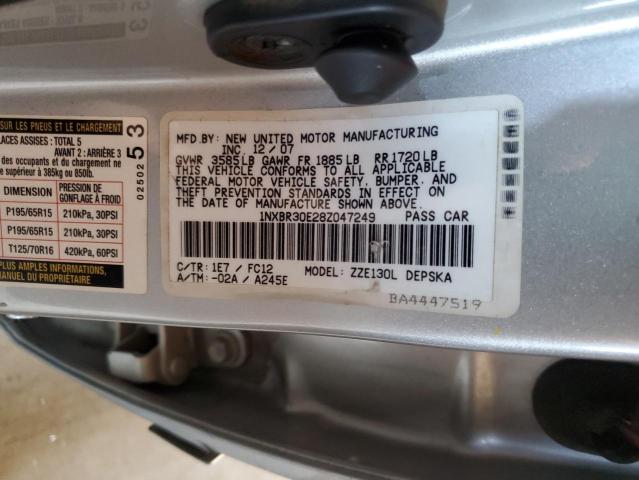 SUR LES PNEUS ET LE CHARGEMENT
PLACES ASSISES: TOTAL 5
AVANT 2: ARRIÈRE 3
des occupants et du chargement ne
supérieure à 385kg ou 850lb.
DIMENSION
PRESSION DE
GONFLAGE À FROID
P195/65R15 210kPa, 30PSI
P195/65R15 210kPa, 30PSI
T125/70R16 420kPa, 60PSI
PLUS AMPLES INFORMATIONS,
MANUEL DU PROPRIÉTAIRE
02502
53
MFD.BY: NEW UNITED MOTOR MANUFACTURING
INC 12/07
GVWR 3585LB GAWR FR 1885LB RR1720LB
THIS VEHICLE CONFORMS TO ALL APPLICABLE
FEDERAL MOTOR VEHICLE SAFETY, BUMPER, AND
THEFT PREVENTION STANDARDS IN EFFECT ON
THE DATE OF MANUFACTURE SHOWN ABOVE.
1NXBR30E28Z047249 PASS CAR
C/TR: 1E7 / FC12 MODEL: ZZE130L DEPSKA
A/TM: -02A / A245E
BA4447519